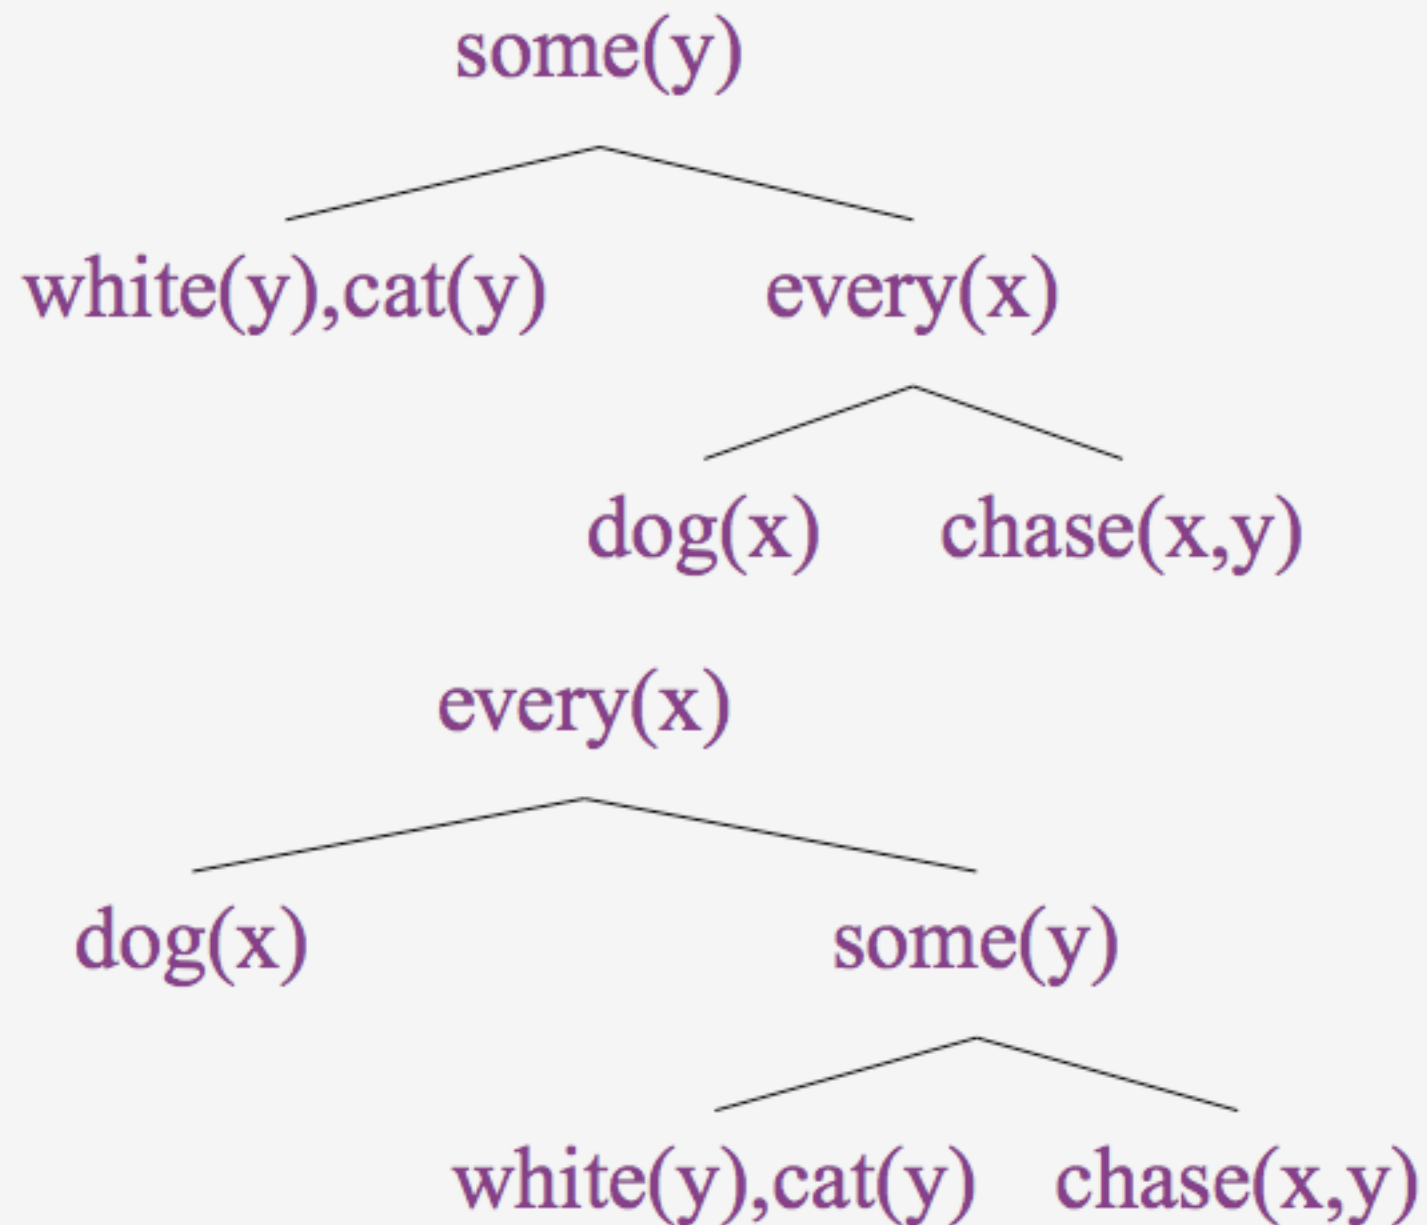 some(y)
white(y),cat(y) every(x)
dog(x) chase(x,y)
every(x)
dog(x) some(y)
white(y),cat(y) chase(x,y)